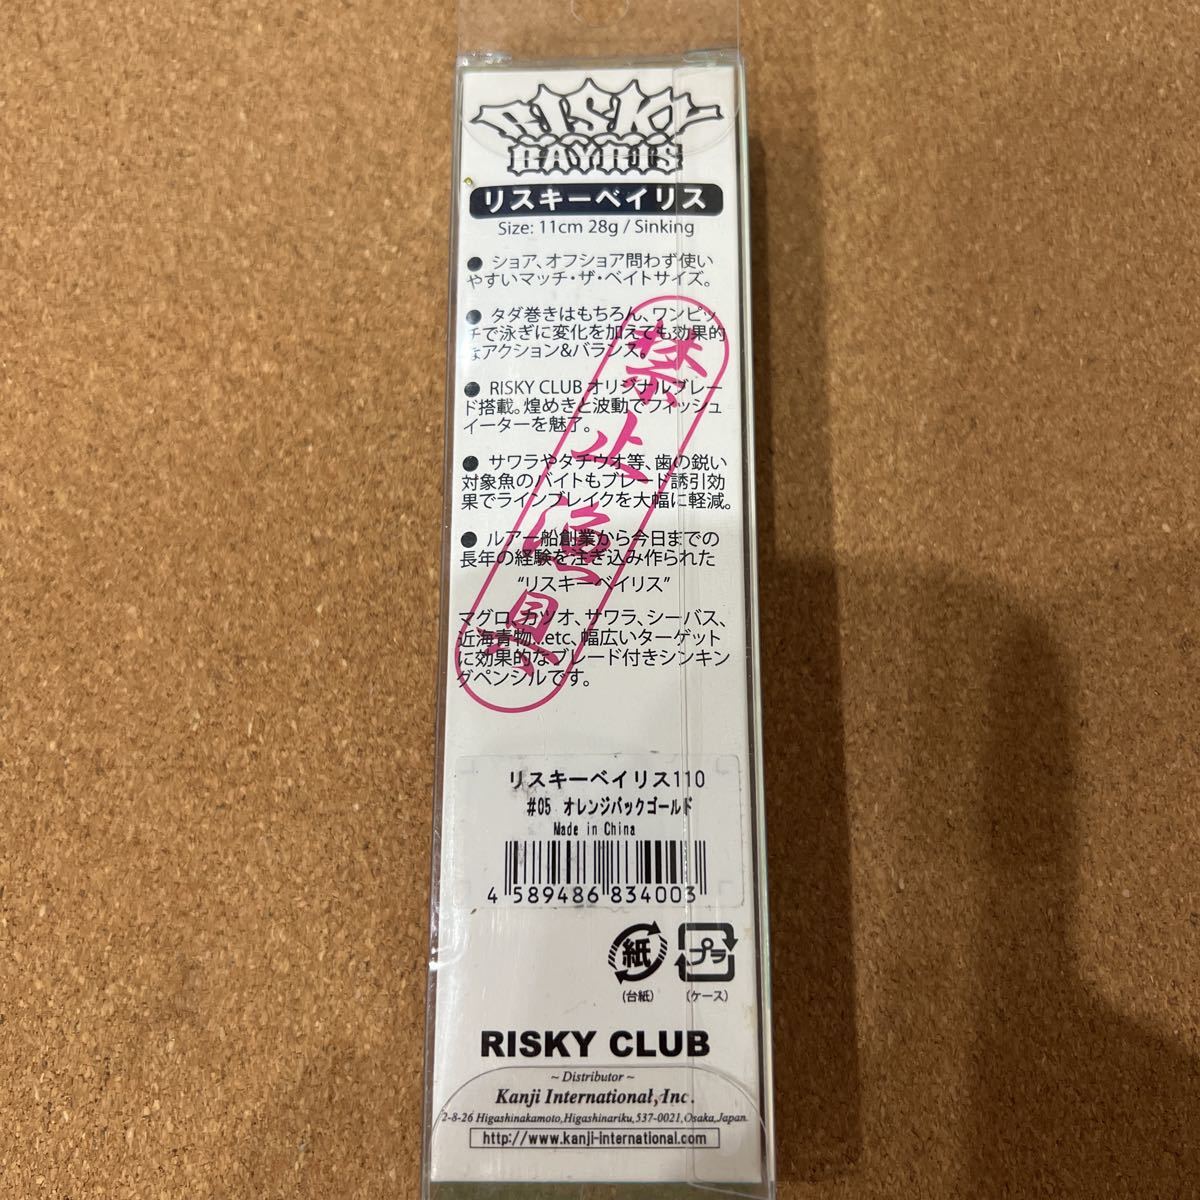 RISKY
BAYRIS
リスキーベイリス
Size: 11cm 28g / Sinking
● ショア、オフショア問わず使い
やすいマッチ・ザ・ベイトサイズ。
● タダ巻きはもちろん、ワンピッ
チで泳ぎに変化を加えても効果的
なアクション&バランス。
● RISKY CLUB オリジナルブレー
ド搭載。煌めきと波動でフィッシュ
イーターを魅了。
● サワラやタチウオ等、歯の鋭い
対象魚のバイトもブレード誘引効
果でラインブレイクを大幅に軽減。
● ルアー船創業から今日までの
長年の経験を注ぎ込み作られた
“リスキーベイリス”
マグロ、カツオ、サワラ、シーバス、
近海青物...etc、幅広いターゲット
に効果的なブレード付きシンキン
グペンシルです。
禁止
具
リスキーベイリス110
#05 オレンジバックゴールド
Made in China
4 589486 834003
紙
プラ
(台紙)
(ケース)
RISKY CLUB
~ Distributor ~
Kanji International,Inc.
2-8-26 Higashinakamoto,Higashinariku,537-0021,Osaka,Japan.
http://www.kanji-international.com